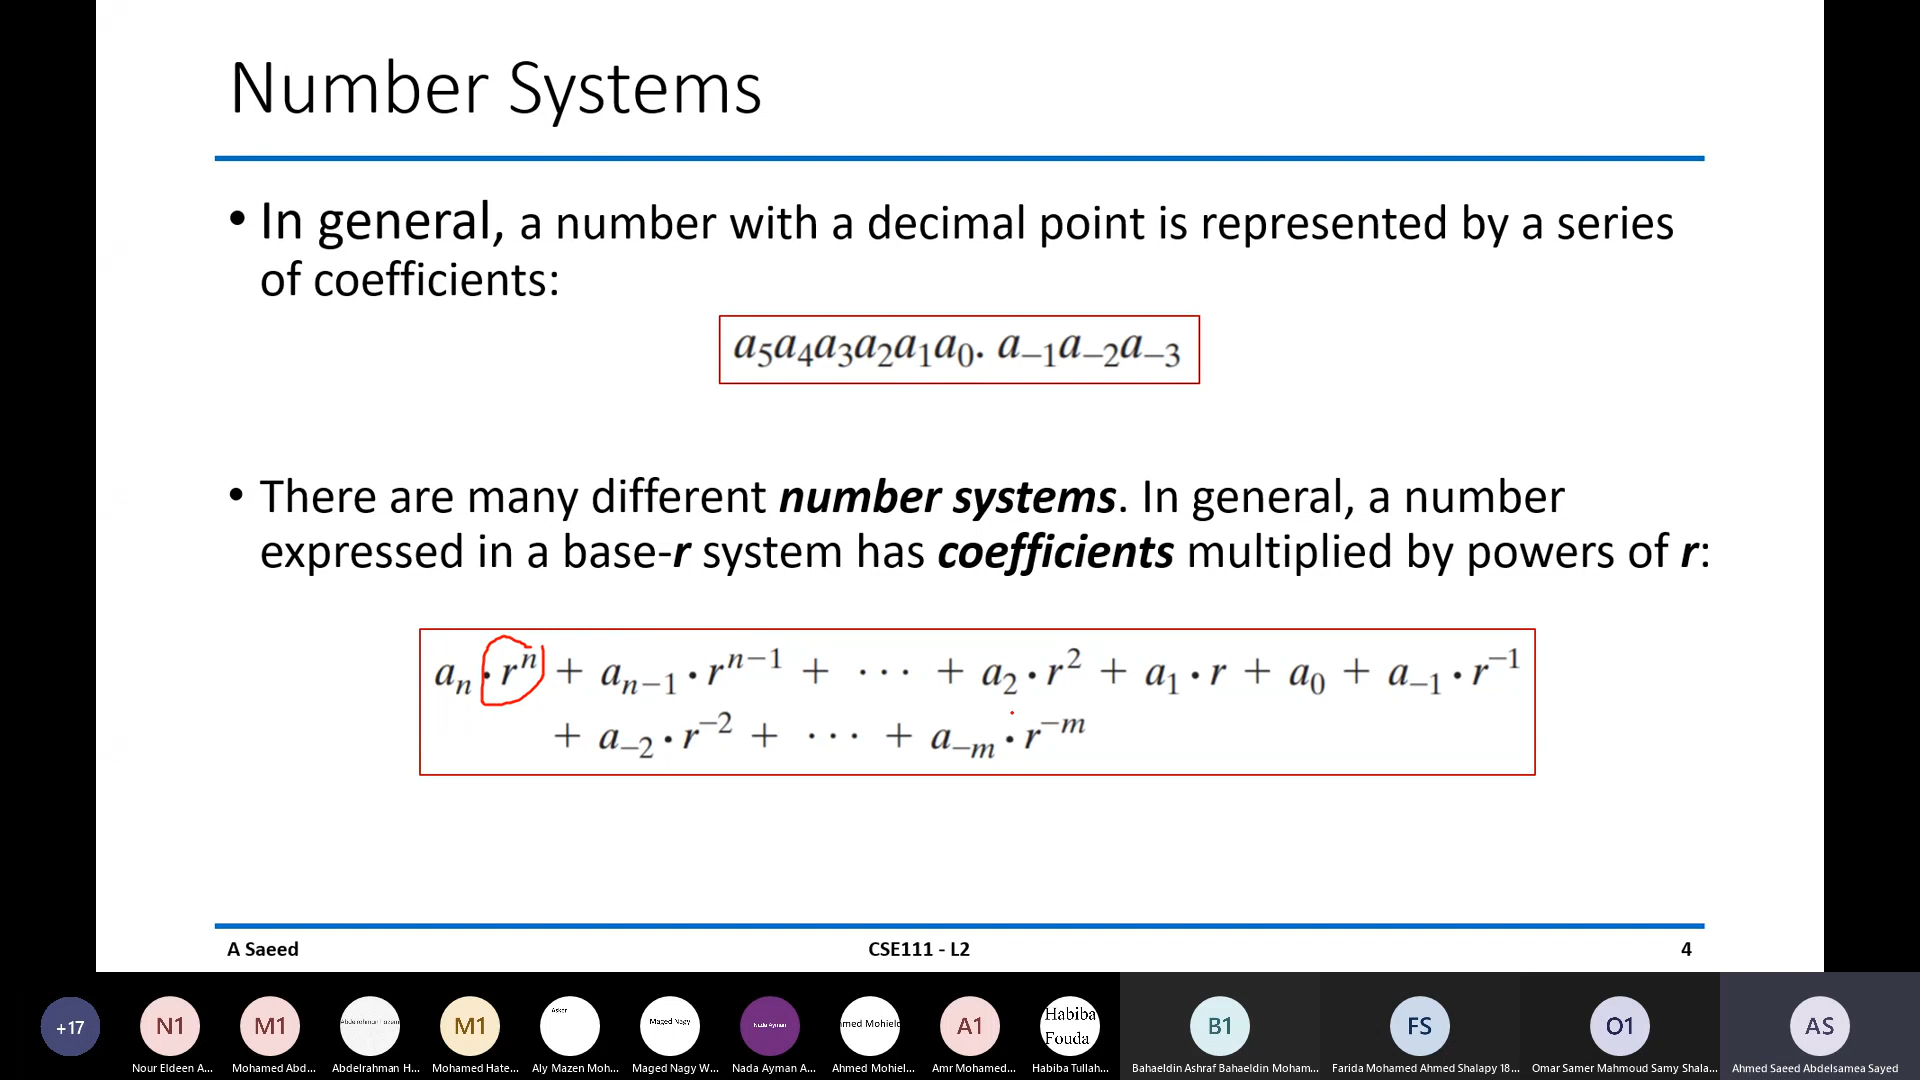 Number Systems
• In general, a number with a decimal point is represented by a series
of coefficients:
a₅a₄a₃a₂a₁a₀. a₋₁a₋₂a₋₃
• There are many different number systems. In general, a number
expressed in a base-r system has coefficients multiplied by powers of r:
aₙ · rⁿ + aₙ₋₁ · rⁿ⁻¹ + · · · + a₂ · r² + a₁ · r + a₀ + a₋₁ · r⁻¹
+ a₋₂ · r⁻² + · · · + a₋ₘ · r⁻ᵐ
A Saeed CSE111 - L2 4
+17 N1 M1 M1 Asker Maged Nagy Nada Ayman A1 Habiba Fouda B1 FS O1 AS
Nour Eldeen A... Mohamed Abd... Abdelrahman H... Mohamed Hate... Aly Mazen Moh... Maged Nagy W... Nada Ayman A... Ahmed Mohiel... Amr Mohamed... Habiba Tullah... Bahaeldin Ashraf Bahaeldin Moham... Farida Mohamed Ahmed Shalapy 18... Omar Samer Mahmoud Samy Shala... Ahmed Saeed Abdelsamea Sayed